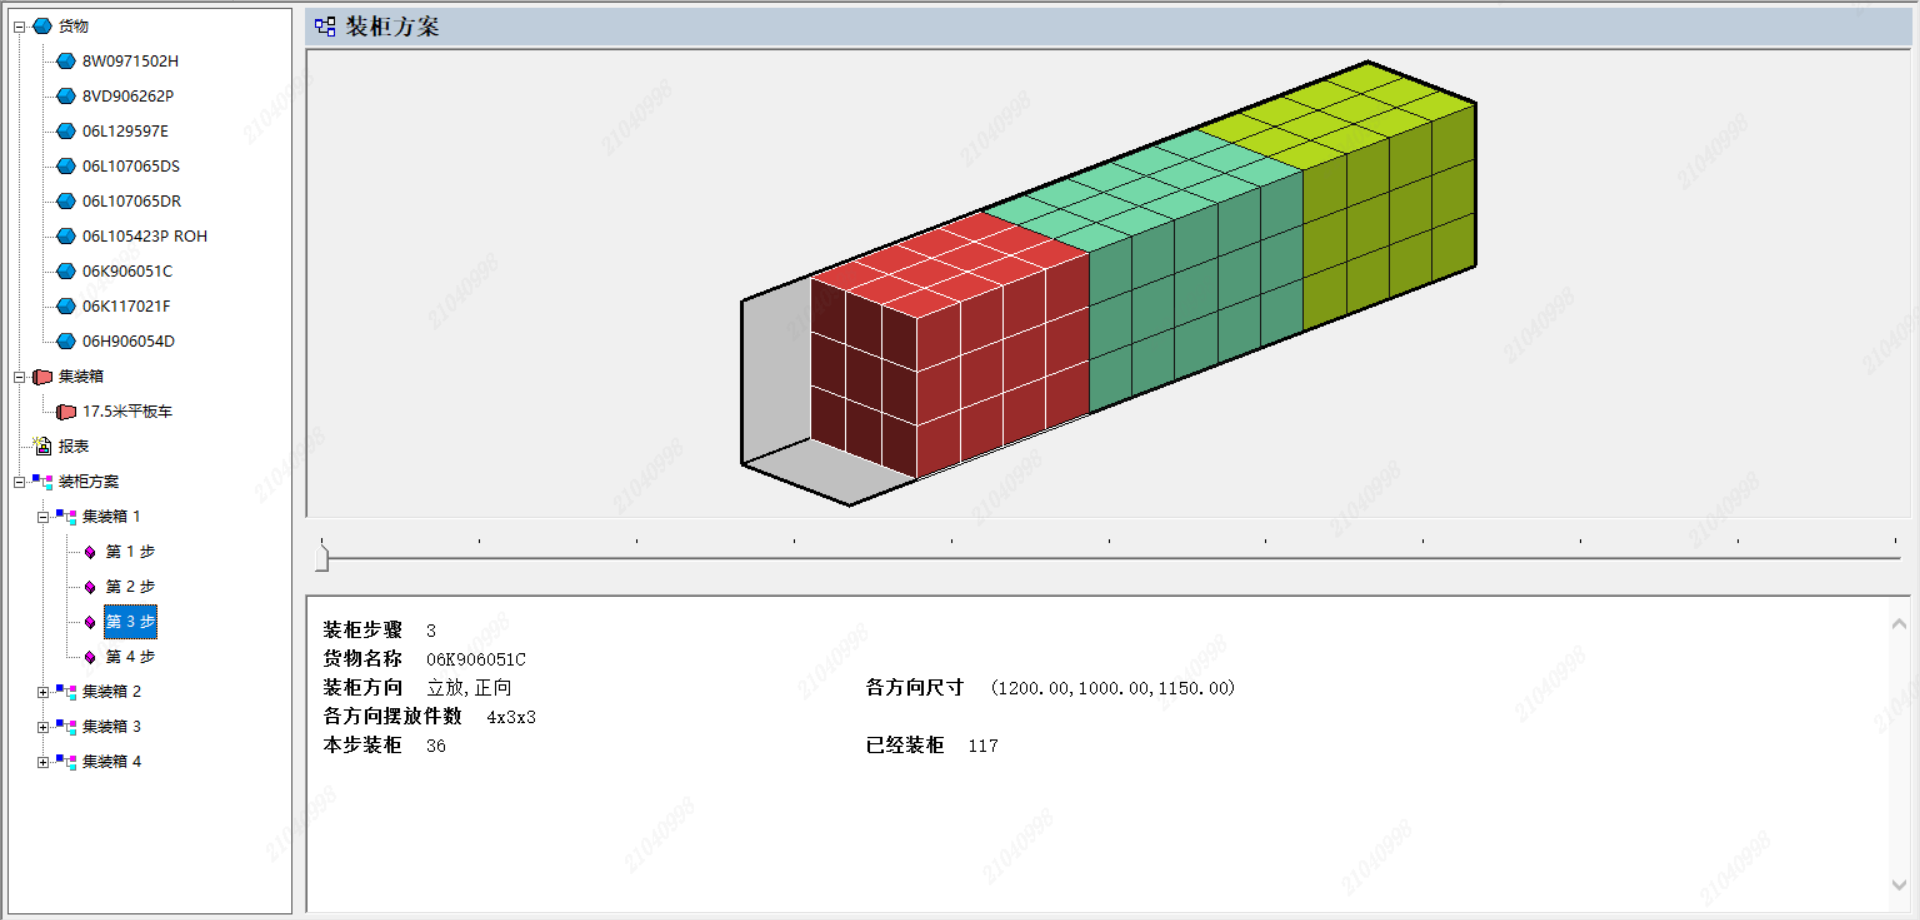 货物
8W0971502H
8VD906262P
06L129597E
06L107065DS
06L107065DR
06L105423P ROH
06K906051C
06K117021F
06H906054D
集装箱
17.5米平板车
报表
装柜方案
集装箱 1
第 1 步
第 2 步
第 3 步
第 4 步
集装箱 2
集装箱 3
集装箱 4
装柜方案
装柜步骤 3
货物名称 06K906051C
装柜方向 立放,正向 各方向尺寸 (1200.00,1000.00,1150.00)
各方向摆放件数 4x3x3
本步装柜 36 已经装柜 117
21040998